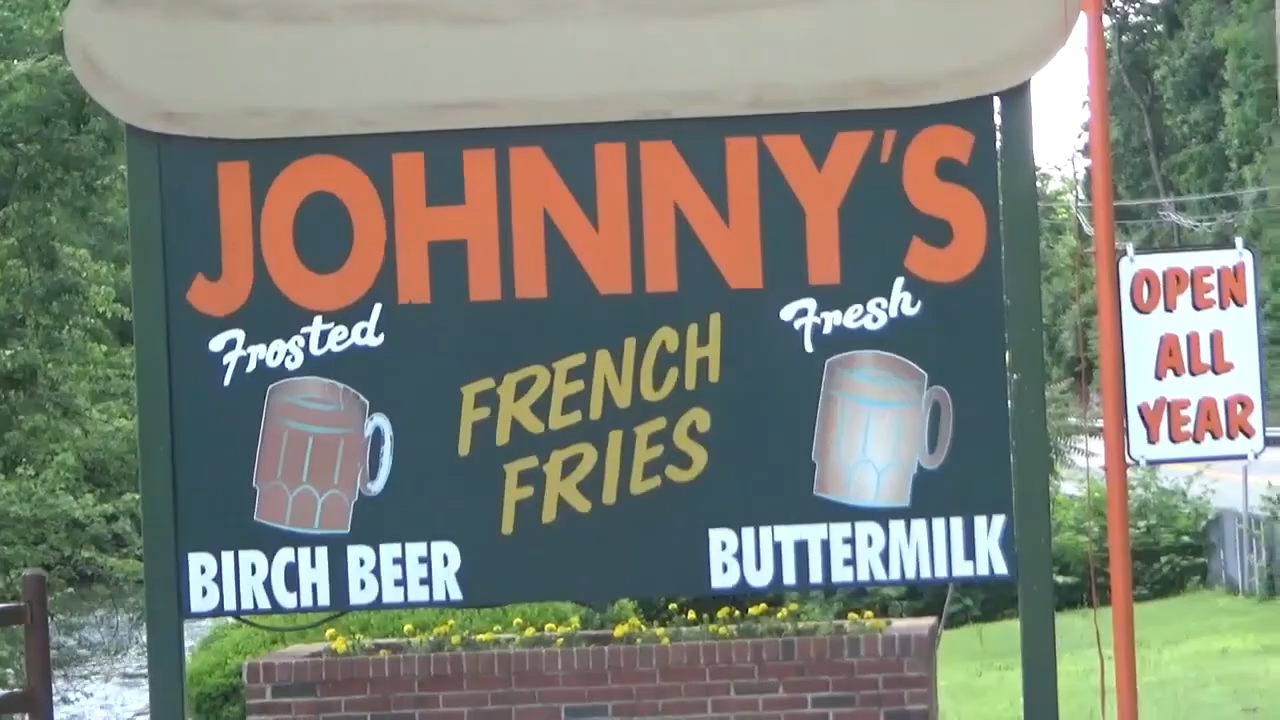 JOHNNY'S
Frosted
BIRCH BEER
FRENCH
FRIES
Fresh
BUTTERMILK
OPEN
ALL
YEAR